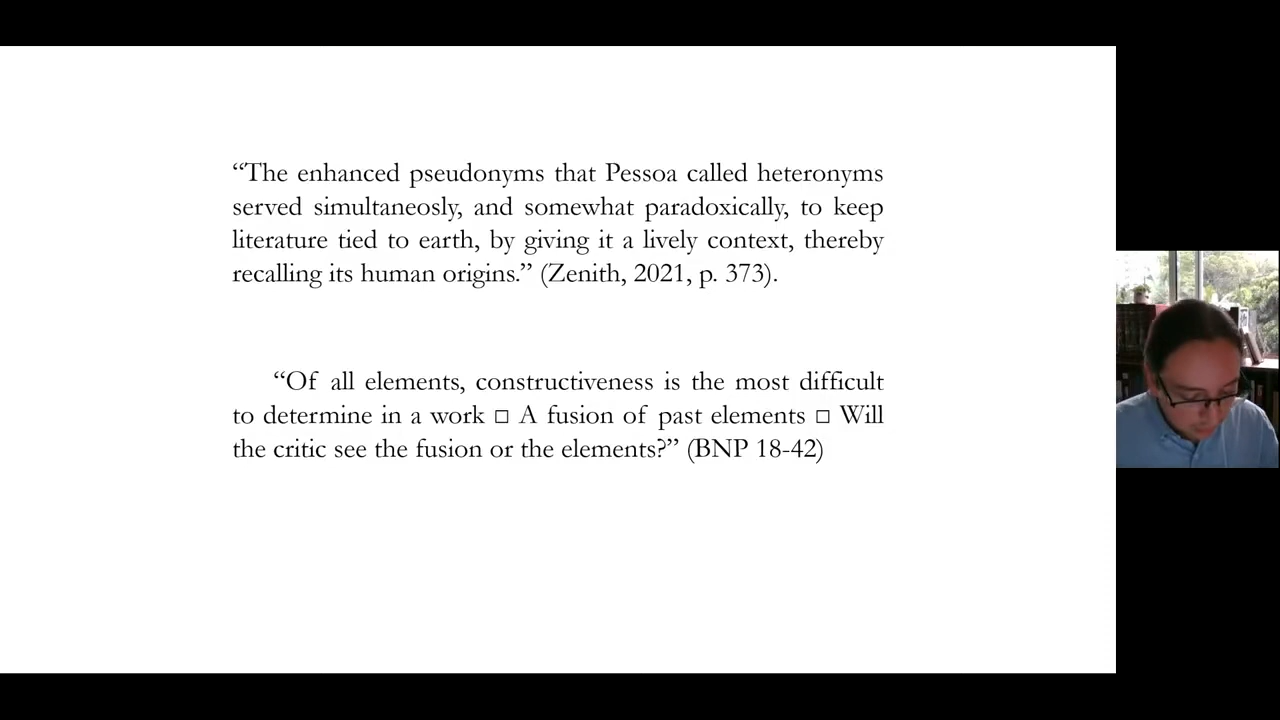 “The enhanced pseudonyms that Pessoa called heteronyms
served simultaneosly, and somewhat paradoxically, to keep
literature tied to earth, by giving it a lively context, thereby
recalling its human origins.” (Zenith, 2021, p. 373).
“Of all elements, constructiveness is the most difficult
to determine in a work □ A fusion of past elements □ Will
the critic see the fusion or the elements?” (BNP 18-42)